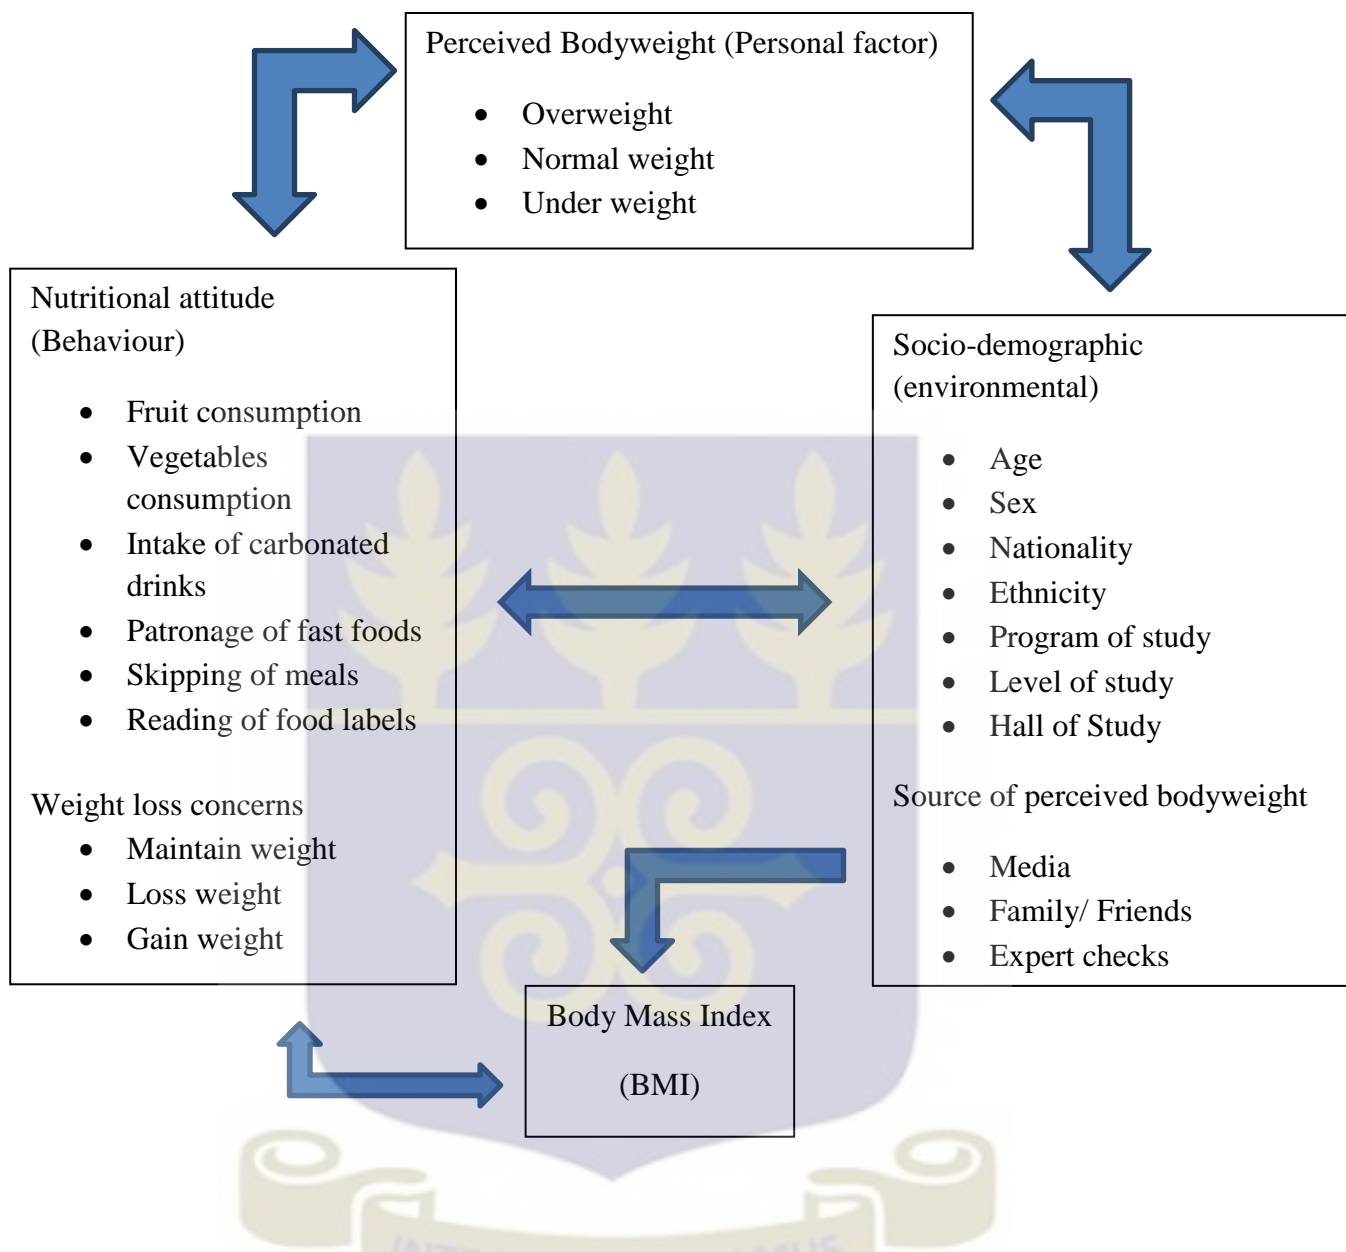 Perceived Bodyweight (Personal factor)
• Overweight
• Normal weight
• Under weight
Nutritional attitude
(Behaviour)
• Fruit consumption
• Vegetables
consumption
• Intake of carbonated
drinks
• Patronage of fast foods
• Skipping of meals
• Reading of food labels
Weight loss concerns
• Maintain weight
• Loss weight
• Gain weight
Socio-demographic
(environmental)
• Age
• Sex
• Nationality
• Ethnicity
• Program of study
• Level of study
• Hall of Study
Source of perceived bodyweight
• Media
• Family/ Friends
• Expert checks
Body Mass Index
(BMI)